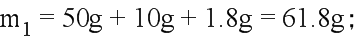 m₁ = 50g + 10g + 1.8g = 61.8g ;